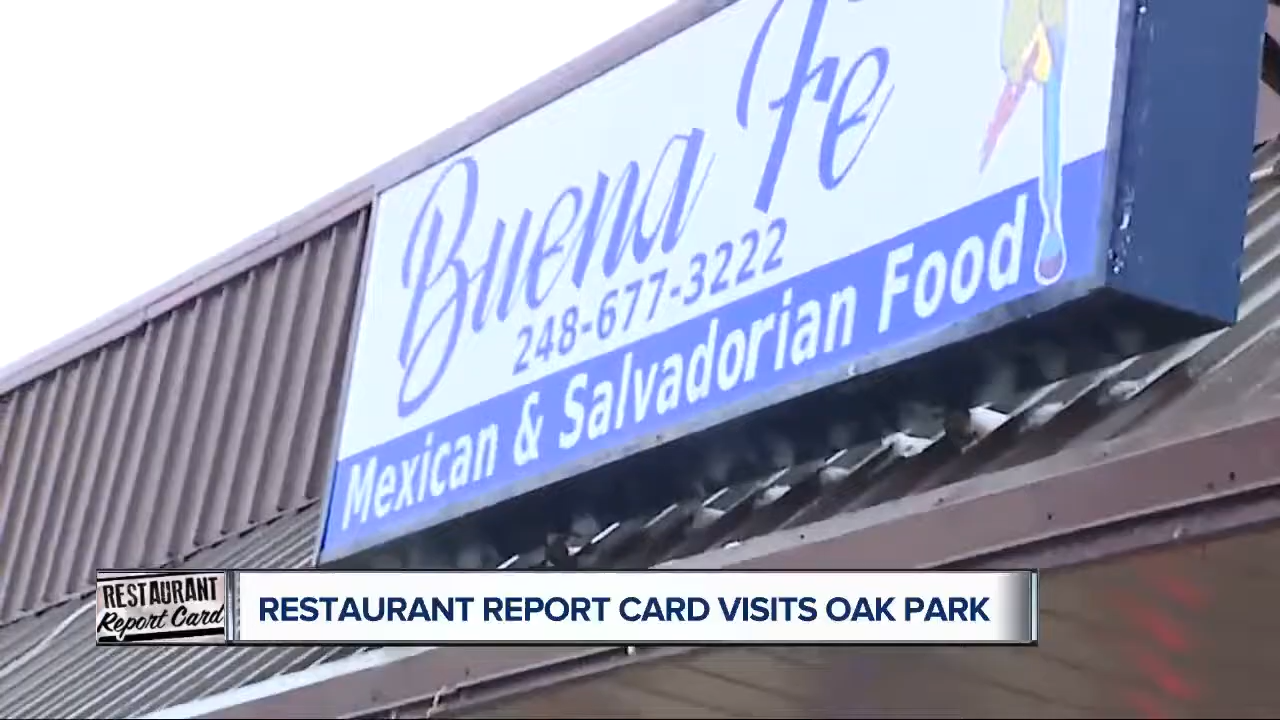 Buena Fe
248-677-3222
Mexican & Salvadorian Food
RESTAURANT
Report Card
RESTAURANT REPORT CARD VISITS OAK PARK